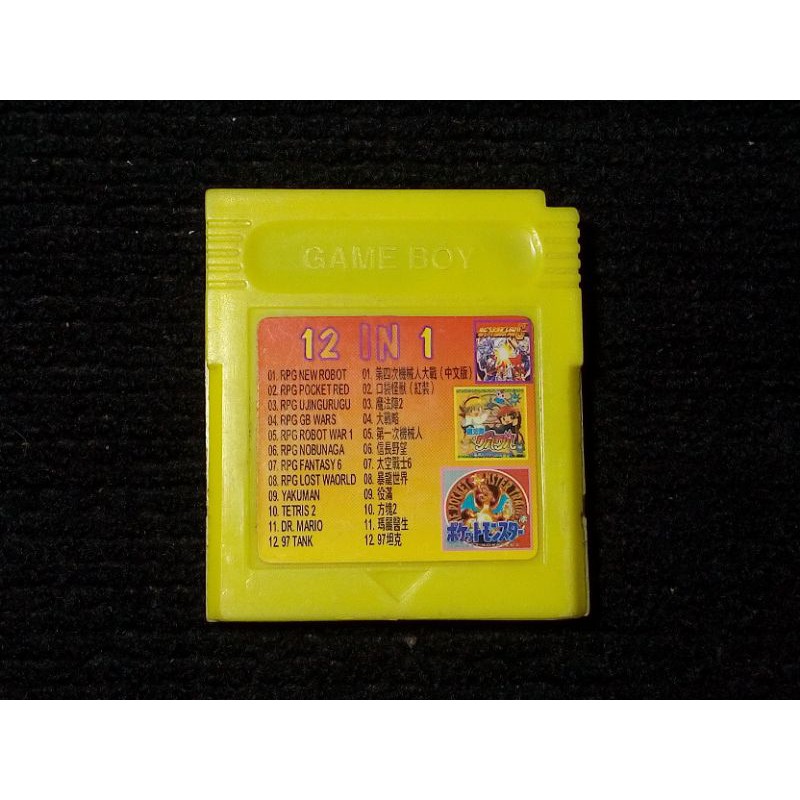 GAME BOY
12 IN 1
01. RPG NEW ROBOT 01. 第四次機械人大戰(中文版)
02. RPG POCKET RED 02. 口袋怪獸(紅裝)
03. RPG UJINGURUGU 03. 魔法陣2
04. RPG GB WARS 04. 大戰略
05. RPG ROBOT WAR 1 05. 第一次機械人
06. RPG NOBUNAGA 06. 信長野望
07. RPG FANTASY 6 07. 太空戰士6
08. RPG LOST WAORLD 08. 暴龍世界
09. YAKUMAN 09. 役滿
10. TETRIS 2 10. 方塊2
11. DR. MARIO 11. 瑪麗醫生
12. 97 TANK 12. 97坦克
ポケットモンスター